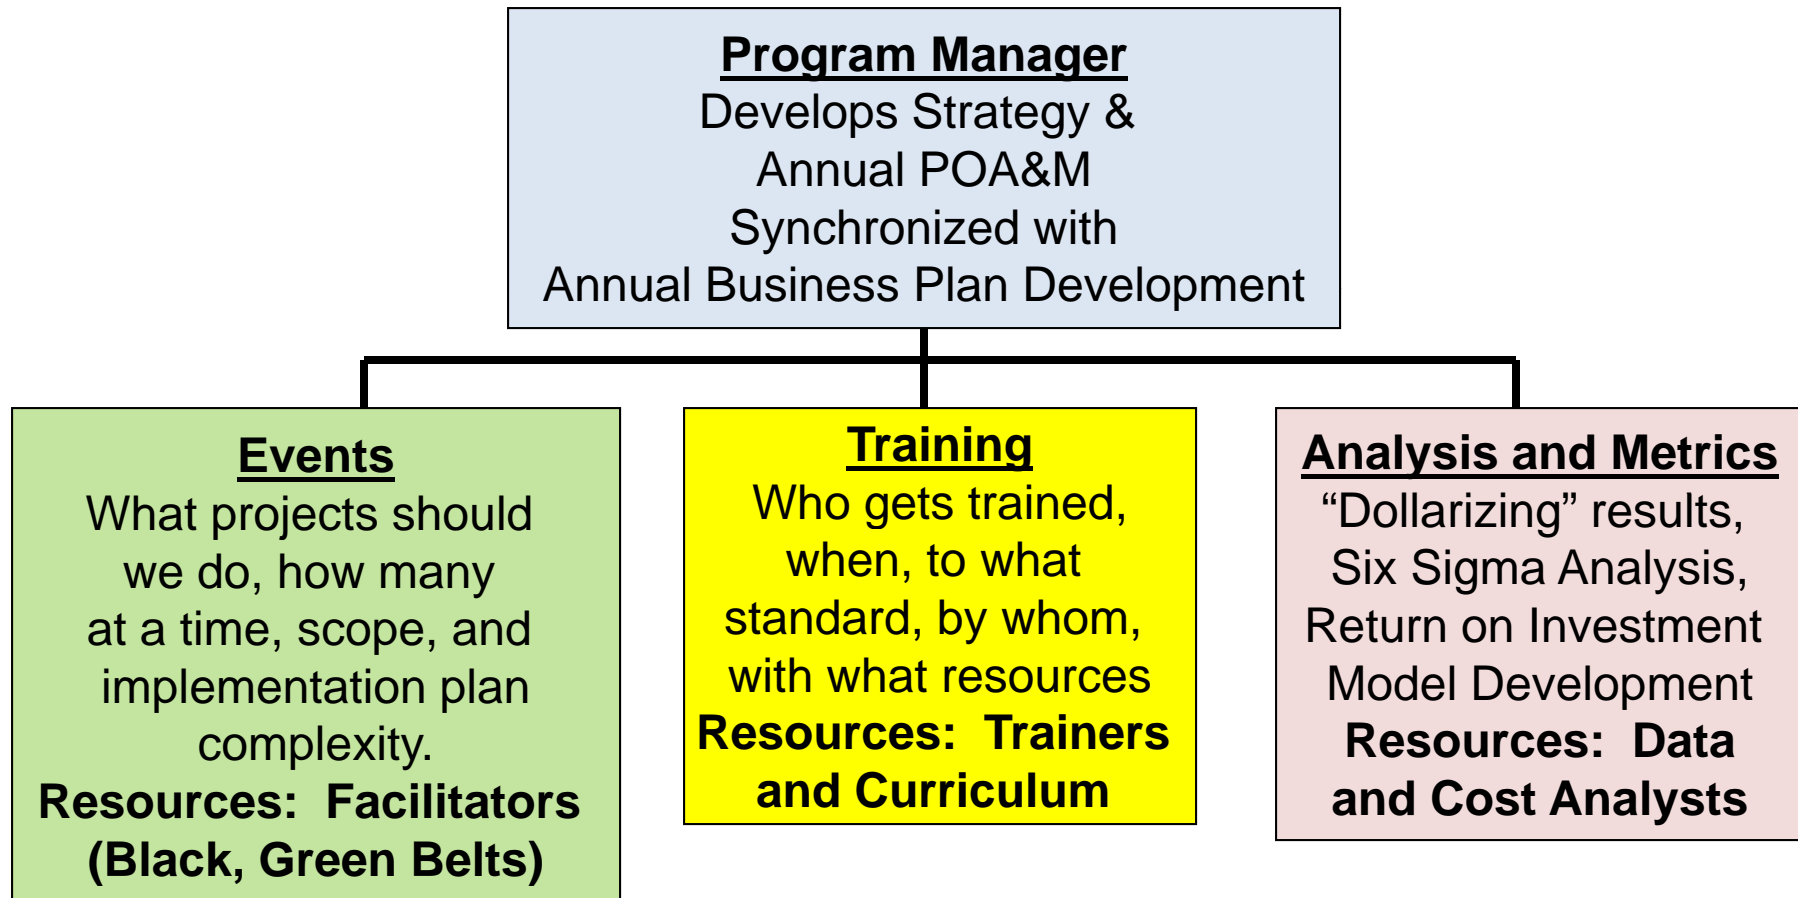 Program Manager
Develops Strategy &
Annual POA&M
Synchronized with
Annual Business Plan Development
Events
What projects should
we do, how many
at a time, scope, and
implementation plan
complexity.
Resources:  Facilitators
(Black, Green Belts)
Training
Who gets trained,
when, to what
standard, by whom,
with what resources
Resources:  Trainers
and Curriculum
Analysis and Metrics
“Dollarizing” results,
Six Sigma Analysis,
Return on Investment
Model Development
Resources:  Data
and Cost Analysts